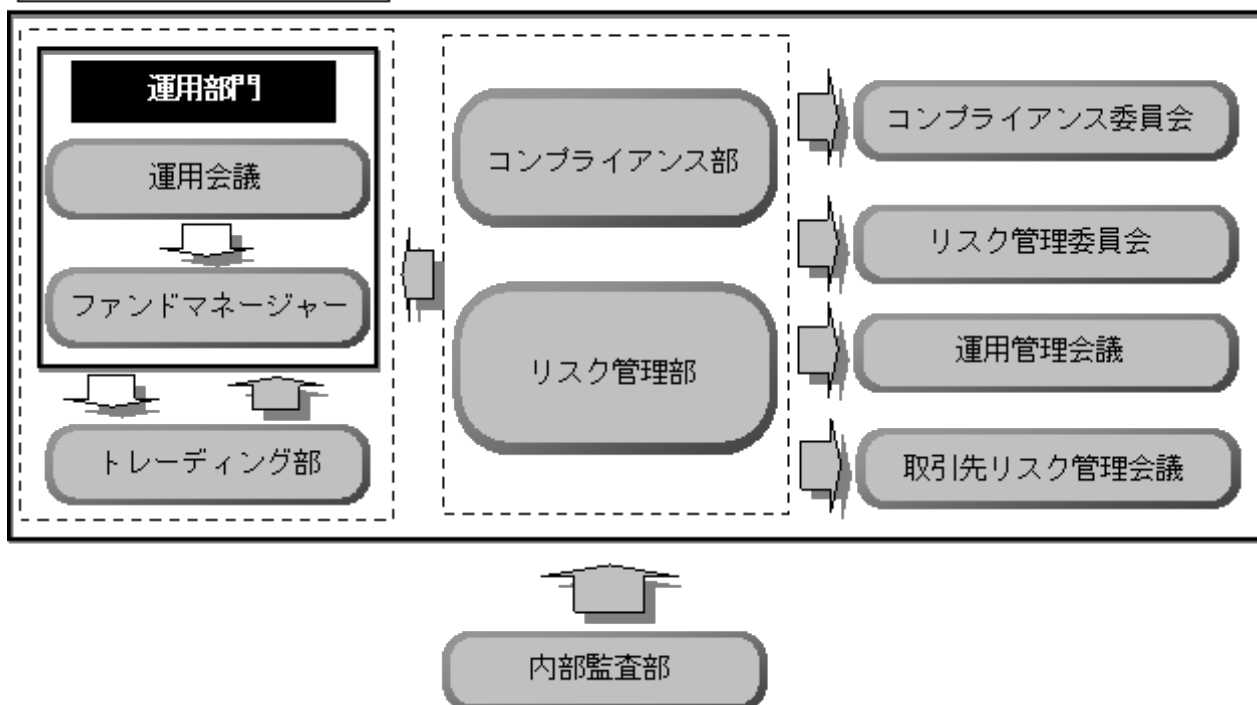 運用部門
運用会議
ファンドマネージャー
トレーディング部
コンプライアンス部
リスク管理部
コンプライアンス委員会
リスク管理委員会
運用管理会議
取引先リスク管理会議
内部監査部